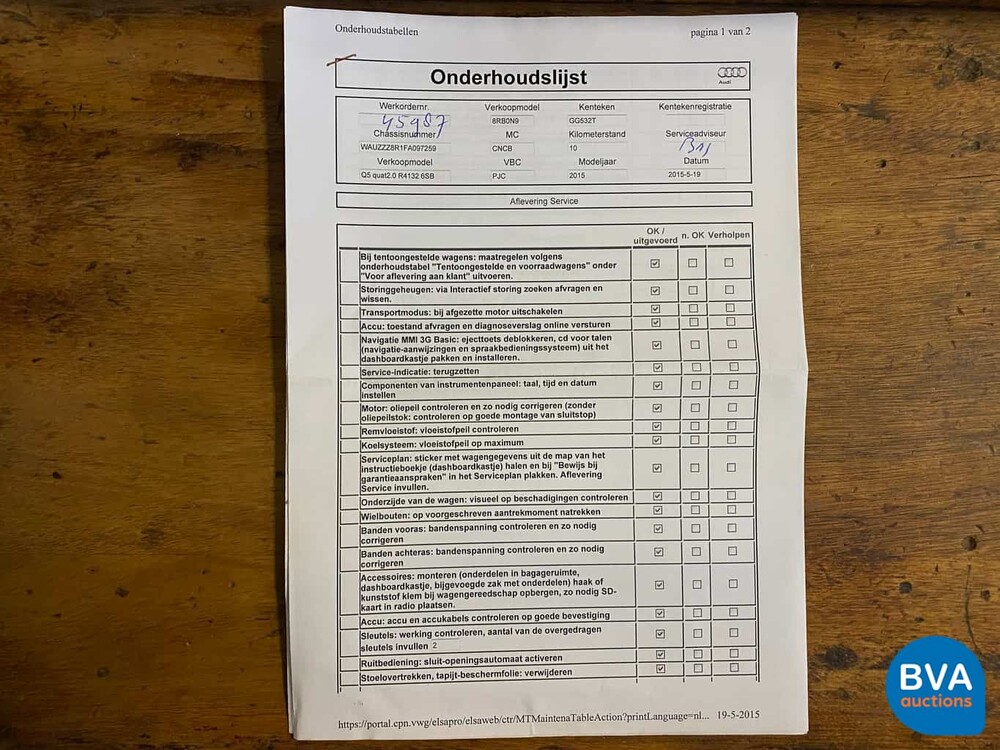 Onderhoudstabellen pagina 1 van 2
Onderhoudslijst
Audi
Werkordernr. Verkoopmodel Kenteken Kentekenregistratie
45987 8RB0N9 GG532T
Chassisnummer MC Kilometerstand Serviceadviseur
WAUZZZ8R1FA097259 CNCB 10
Verkoopmodel VBC Modeljaar Datum
Q5 quat2.0 R4132 6SB PJC 2015 2015-5-19
Aflevering Service
OK /
uitgevoerd n. OK Verholpen
Bij tentoongestelde wagens: maatregelen volgens
onderhoudstabel "Tentoongestelde en voorraadwagens" onder
"Voor aflevering aan klant" uitvoeren.
Storinggeheugen: via Interactief storing zoeken afvragen en
wissen.
Transportmodus: bij afgezette motor uitschakelen
Accu: toestand afvragen en diagnoseverslag online versturen
Navigatie MMI 3G Basic: ejecttoets deblokkeren, cd voor talen
(navigatie-aanwijzingen en spraakbedieningssysteem) uit het
dashboardkastje pakken en installeren.
Service-indicatie: terugzetten
Componenten van instrumentenpaneel: taal, tijd en datum
instellen
Motor: oliepeil controleren en zo nodig corrigeren (zonder
oliepeilstok: controleren op goede montage van sluitstop)
Remvloeistof: vloeistofpeil controleren
Koelsysteem: vloeistofpeil op maximum
Serviceplan: sticker met wagengegevens uit de map van het
instructieboekje (dashboardkastje) halen en bij "Bewijs bij
garantieaanspraken" in het Serviceplan plakken. Aflevering
Service invullen.
Onderzijde van de wagen: visueel op beschadigingen controleren
Wielbouten: op voorgeschreven aantrekmoment natrekken
Banden vooras: bandenspanning controleren en zo nodig
corrigeren
Banden achteras: bandenspanning controleren en zo nodig
corrigeren
Accessoires: monteren (onderdelen in bagageruimte,
dashboardkastje, bijgevoegde zak met onderdelen) haak of
kunststof klem bij wagengereedschap opbergen, zo nodig SD-
kaart in radio plaatsen.
Accu: accu en accukabels controleren op goede bevestiging
Sleutels: werking controleren, aantal van de overgedragen
sleutels invullen 2
Ruitbediening: sluit-openingsautomaat activeren
Stoelovertrekken, tapijt-beschermfolie: verwijderen
https://portal.cpn.vwg/elsapro/elsaweb/ctr/MTMaintenaTableAction?printLanguage=nl... 19-5-2015
BVA
auctions